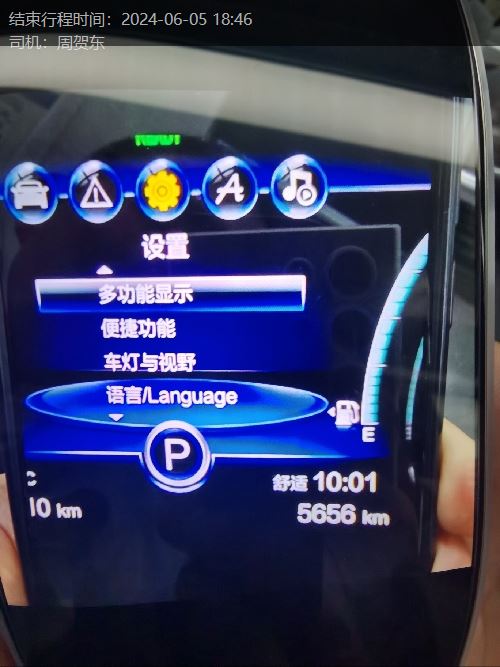 结束行程时间：2024-06-05 18:46
司机：周贺东
READY
设置
多功能显示
便捷功能
车灯与视野
语言/Language
E
P
舒适 10:01
km
5656 km